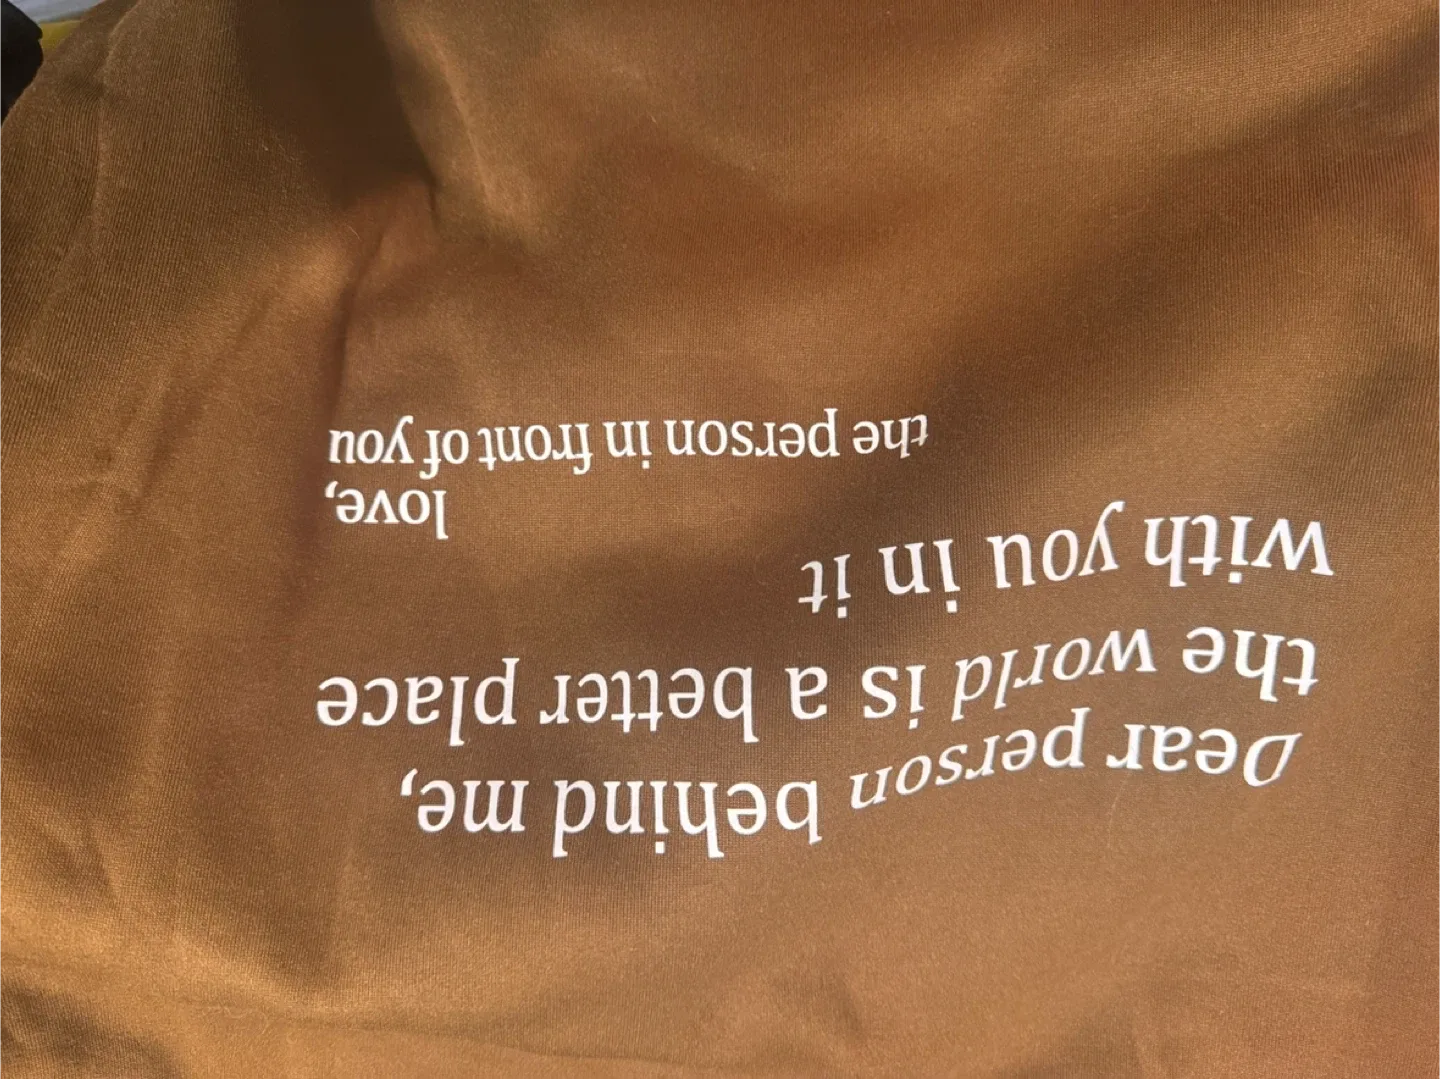 Dear person behind me,
the world is a better place
with you in it
love,
the person in front of you